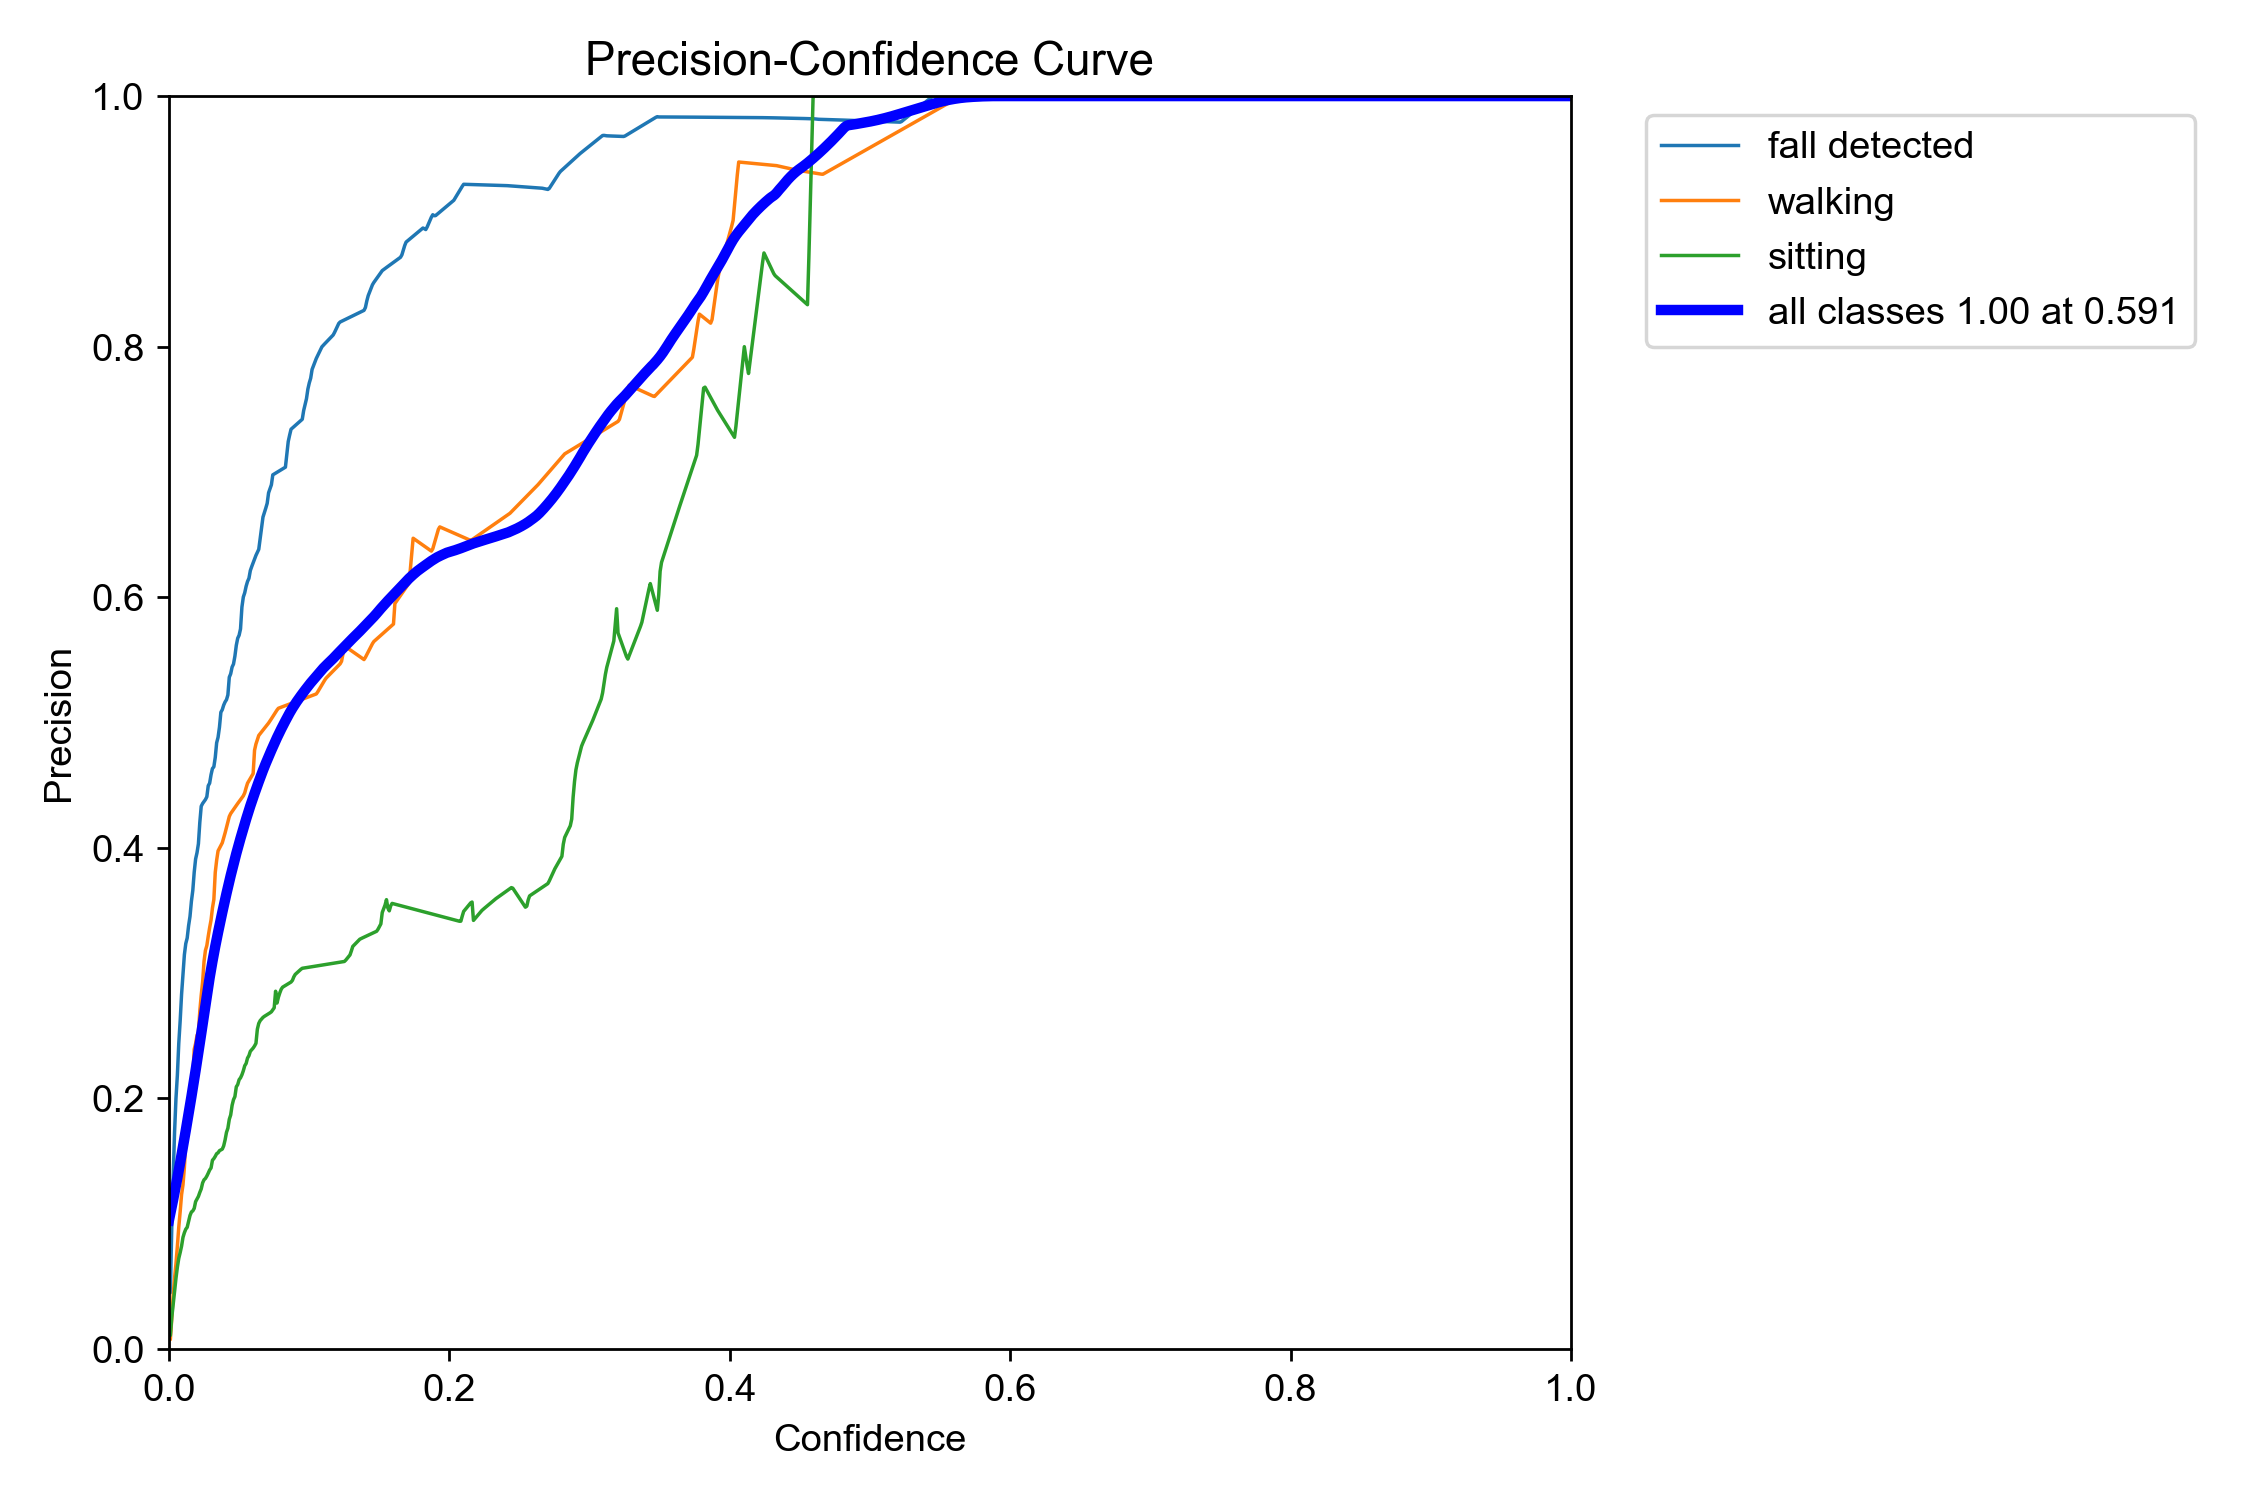 Precision-Confidence Curve
1.0
0.8
0.6
0.4
0.2
0.0
Precision
0.0 0.2 0.4 0.6 0.8 1.0
Confidence
fall detected
walking
sitting
all classes 1.00 at 0.591